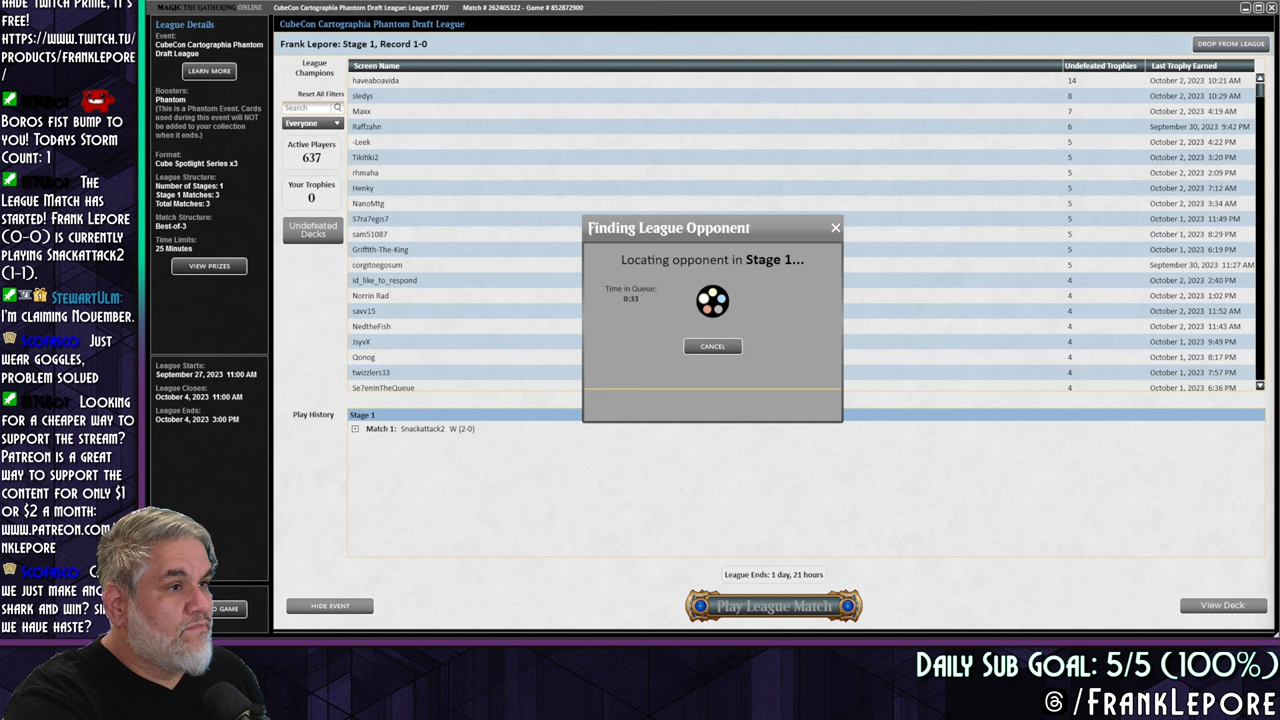 have Twitch Prime, it's
free!
https://www.twitch.tv/
products/franklepore
/
Boros fist bump to
you! Todays Storm
Count: 1
MTGBot: The
League Match has
started! Frank Lepore
(0-0) is currently
playing Snackattack2
(1-1).
StewartUlm:
I'm claiming November.
Scofasco: Just
wear goggles,
problem solved
MTGBot: Looking
for a cheaper way to
support the stream?
Patreon is a great
way to support the
content for only $1
or $2 a month:
www.patreon.com/
nklepore
Scofasco:
we just make
shark and win?
we have haste?
MAGIC THE GATHERING ONLINE
CubeCon Cartographia Phantom Draft League: League #7707 Match # 262405322 - Game # 852872900
League Details
Event:
CubeCon Cartographia Phantom
Draft League
LEARN MORE
Boosters:
Phantom
(This is a Phantom Event. Cards
used during this event will NOT
be added to your collection
when it ends.)
Format:
Cube Spotlight Series x3
League Structure:
Number of Stages: 1
Stage 1 Matches: 3
Total Matches: 3
Match Structure:
Best-of-3
Time Limits:
25 Minutes
VIEW PRIZES
League Starts:
September 27, 2023 11:00 AM
League Closes:
October 4, 2023 11:00 AM
League Ends:
October 4, 2023 3:00 PM
GAME
CubeCon Cartographia Phantom Draft League
Frank Lepore: Stage 1, Record 1-0
DROP FROM LEAGUE
League
Champions
Reset All Filters
Search
Everyone
Active Players
637
Your Trophies
0
Undefeated
Decks
Screen Name Undefeated Trophies Last Trophy Earned
haveaboavida 14 October 2, 2023 10:21 AM
sledys 8 October 2, 2023 10:29 AM
Maxx 7 October 2, 2023 4:19 AM
Raffzahn 6 September 30, 2023 9:42 PM
-Leek 5 October 2, 2023 4:22 PM
Tikitiki2 5 October 2, 2023 3:20 PM
rhmaha 5 October 2, 2023 2:09 PM
Henky 5 October 2, 2023 7:12 AM
NanoMtg 5 October 2, 2023 3:34 AM
S7ra7egis7 5 October 1, 2023 11:49 PM
sam51087 5 October 1, 2023 8:29 PM
Griffith-The-King 5 October 1, 2023 6:19 PM
corgitoegosum 5 September 30, 2023 11:27 AM
id_like_to_respond 4 October 2, 2023 2:40 PM
Norrin Rad 4 October 2, 2023 1:02 PM
savv15 4 October 2, 2023 11:52 AM
NedtheFish 4 October 2, 2023 11:43 AM
JsyvX 4 October 1, 2023 9:49 PM
Qonog 4 October 1, 2023 8:17 PM
twizzlers33 4 October 1, 2023 7:57 PM
Se7enInTheQueue 4 October 1, 2023 6:36 PM
Finding League Opponent
Locating opponent in Stage 1...
Time in Queue:
0:33
CANCEL
Play History
Stage 1
Match 1: Snackattack2 W (2-0)
League Ends: 1 day, 21 hours
HIDE EVENT
Play League Match
View Deck
Daily Sub Goal: 5/5 (100%)
/FrankLepore